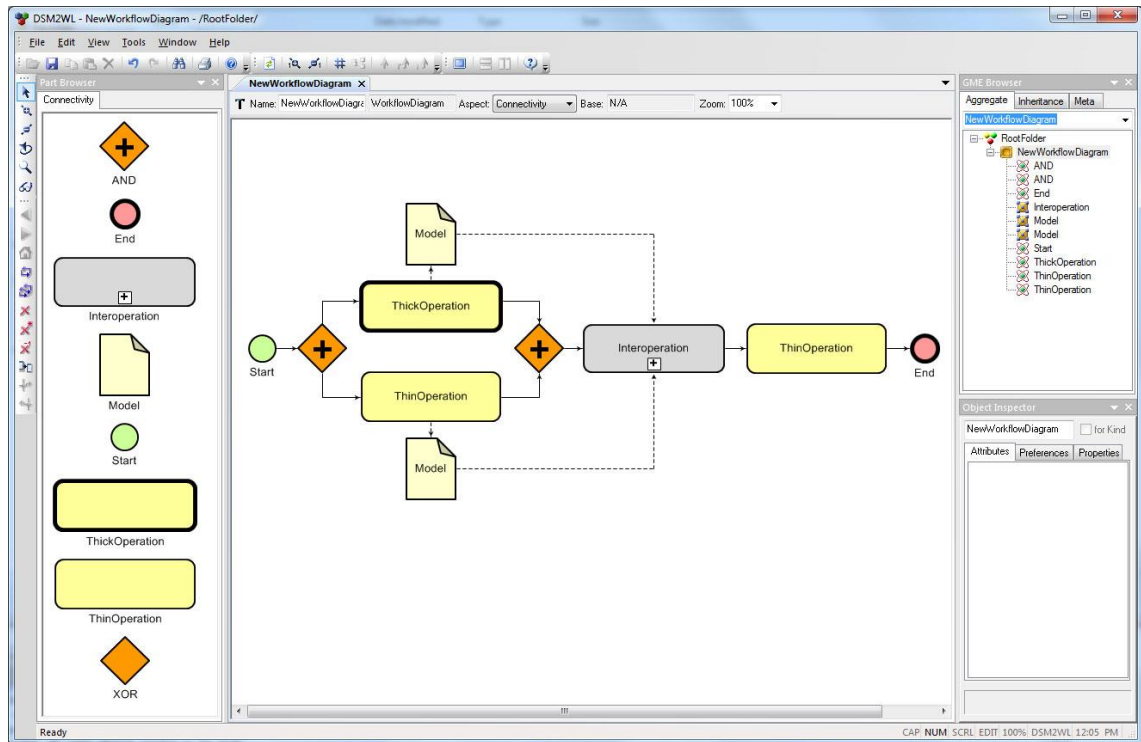 DSM2WL - NewWorkflowDiagram - /RootFolder/
File Edit View Tools Window Help
Part Browser
Connectivity
AND
End
Interoperation
Model
Start
ThickOperation
ThinOperation
XOR
NewWorkflowDiagram
Name: NewWorkflowDiagra WorkflowDiagram Aspect: Connectivity Base: N/A Zoom: 100%
Model
ThickOperation
Start
Interoperation
ThinOperation
End
ThinOperation
Model
GME Browser
Aggregate Inheritance Meta
NewWorkflowDiagram
RootFolder
NewWorkflowDiagram
AND
AND
End
Interoperation
Model
Model
Start
ThickOperation
ThinOperation
ThinOperation
Object Inspector
NewWorkflowDiagram for Kind
Attributes Preferences Properties
Ready CAP NUM SCRL EDIT 100% DSM2WL 12:05 PM